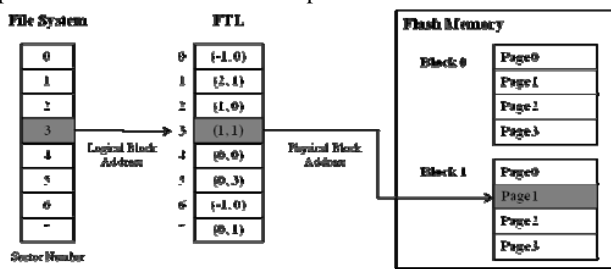 File System
0
1
2
3
4
5
6
Sector Number
Logical Block
Address
FTL
0 (-1,0)
1 (2,1)
2 (1,0)
3 (1,1)
4 (0,0)
5 (0,3)
6 (-1,0)
(0,1)
Physical Block
Address
Flash Memory
Block 0
Page0
Page1
Page2
Page3
Block 1
Page0
Page1
Page2
Page3